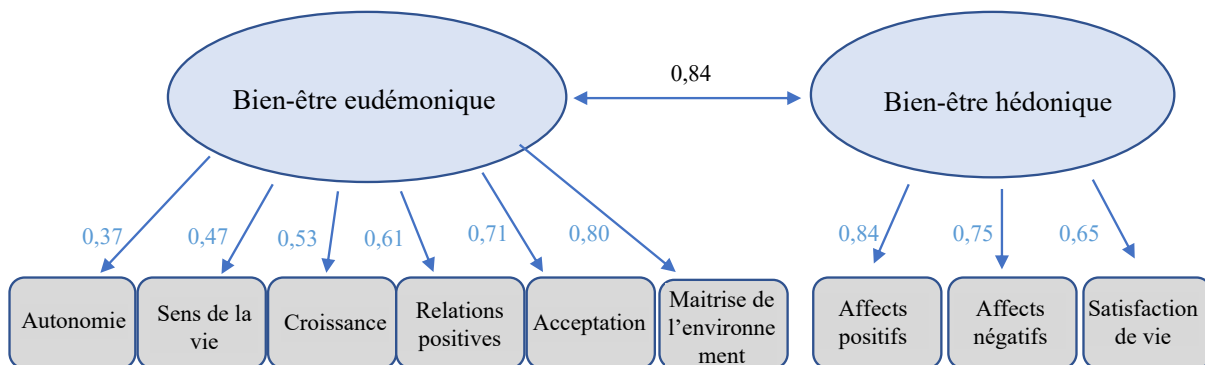 0,84
Bien-être eudémonique
Bien-être hédonique
0,37
0,47
0,53
0,61
0,71
0,80
0,84
0,75
0,65
Autonomie
Sens de la
vie
Croissance
Relations
positives
Acceptation
Maitrise de
l’environne
ment
Affects
positifs
Affects
négatifs
Satisfaction
de vie